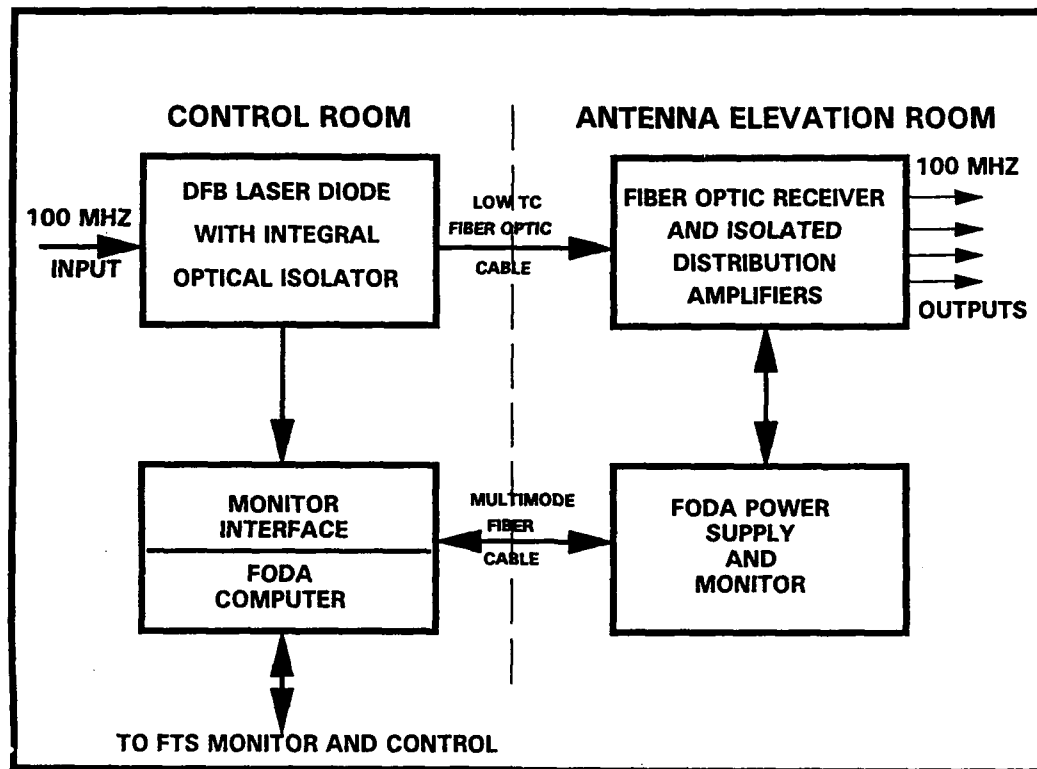 CONTROL ROOM
ANTENNA ELEVATION ROOM
100 MHZ
INPUT
DFB LASER DIODE
WITH INTEGRAL
OPTICAL ISOLATOR
LOW TC
FIBER OPTIC
CABLE
FIBER OPTIC RECEIVER
AND ISOLATED
DISTRIBUTION
AMPLIFIERS
100 MHZ
OUTPUTS
MONITOR
INTERFACE
FODA
COMPUTER
MULTIMODE
FIBER
CABLE
FODA POWER
SUPPLY
AND
MONITOR
TO FTS MONITOR AND CONTROL